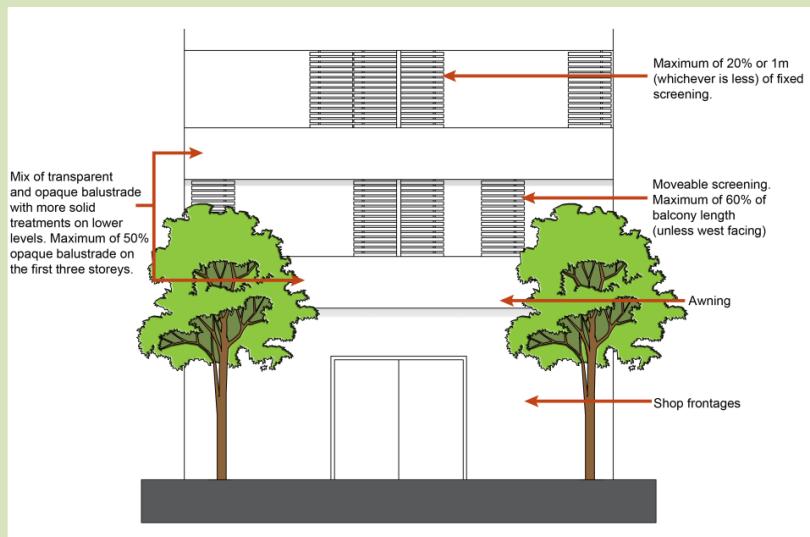 Maximum of 20% or 1m
(whichever is less) of fixed
screening.
Mix of transparent
and opaque balustrade
with more solid
treatments on lower
levels. Maximum of 50%
opaque balustrade on
the first three storeys.
Moveable screening.
Maximum of 60% of
balcony length
(unless west facing)
Awning
Shop frontages